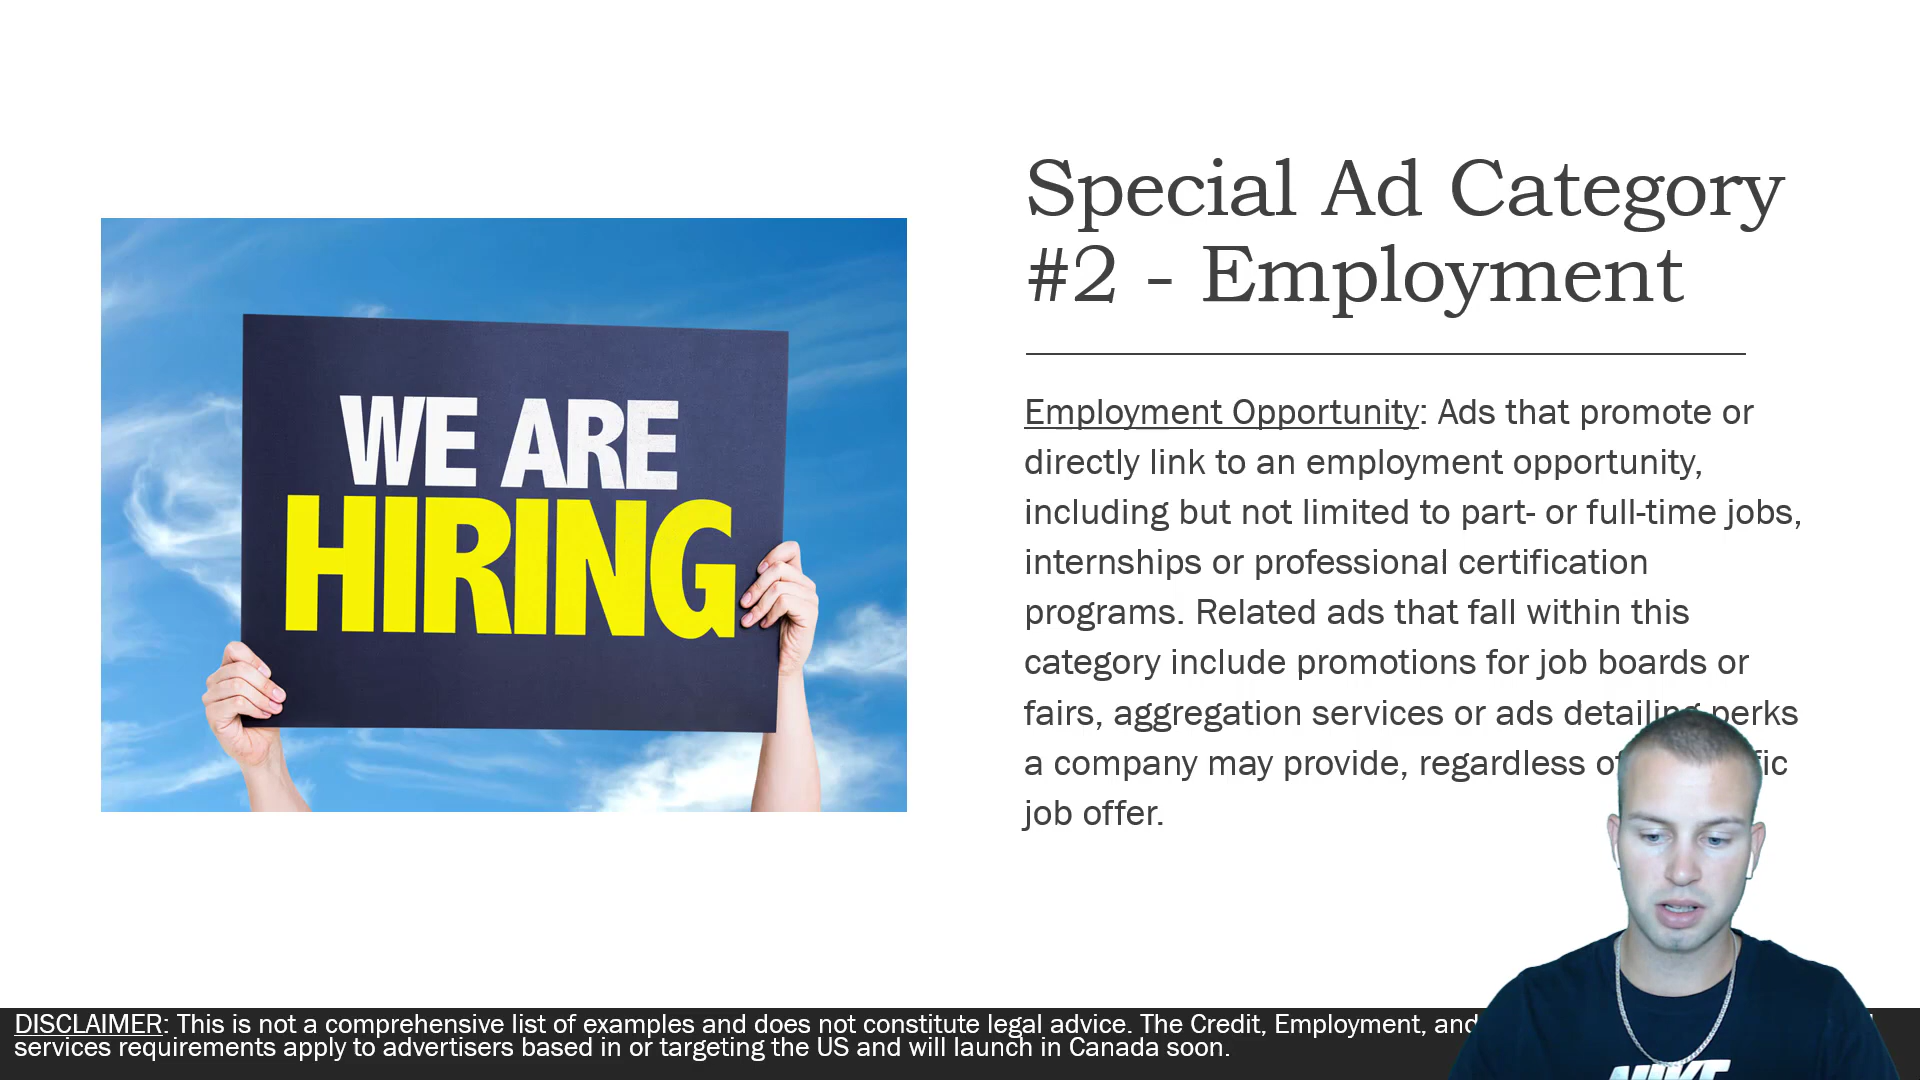 Special Ad Category
#2 - Employment
WE ARE
HIRING
Employment Opportunity: Ads that promote or
directly link to an employment opportunity,
including but not limited to part- or full-time jobs,
internships or professional certification
programs. Related ads that fall within this
category include promotions for job boards or
fairs, aggregation services or ads detailing perks
a company may provide, regardless of
job offer.
DISCLAIMER: This is not a comprehensive list of examples and does not constitute legal advice. The Credit, Employment, and
services requirements apply to advertisers based in or targeting the US and will launch in Canada soon.
NIKE